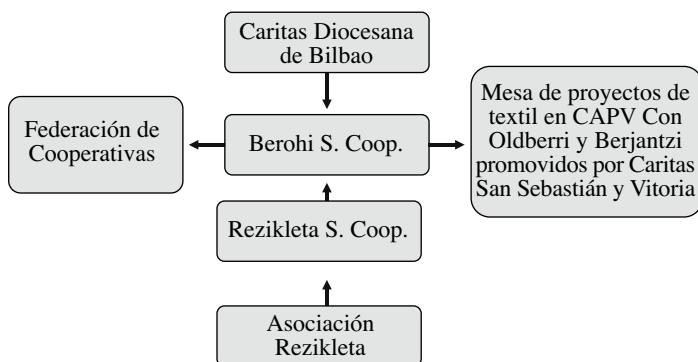 Caritas Diocesana
de Bilbao
Federación de
Cooperativas
Berohi S. Coop.
Mesa de proyectos de
textil en CAPV Con
Oldberri y Berjantzi
promovidos por Caritas
San Sebastián y Vitoria
Rezikleta S. Coop.
Asociación
Rezikleta